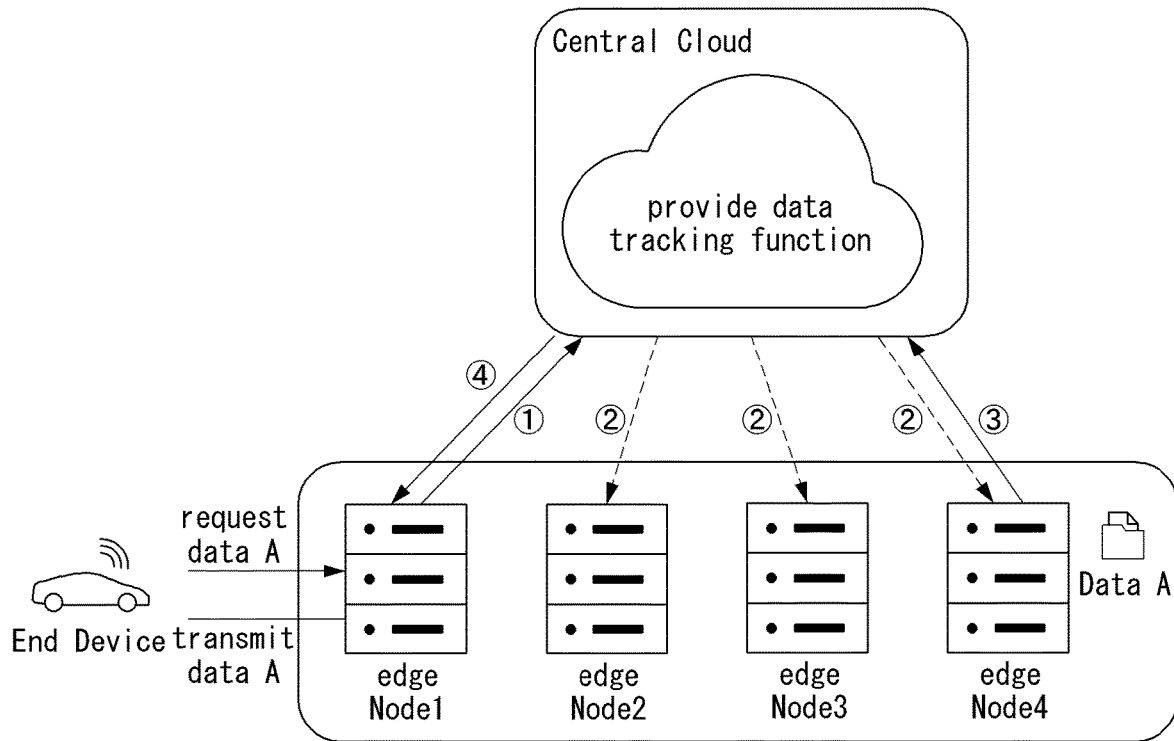 Central Cloud
provide data
tracking function
④
①
②
②
②
③
request
data A
End Device
transmit
data A
Data A
edge
Node1
edge
Node2
edge
Node3
edge
Node4